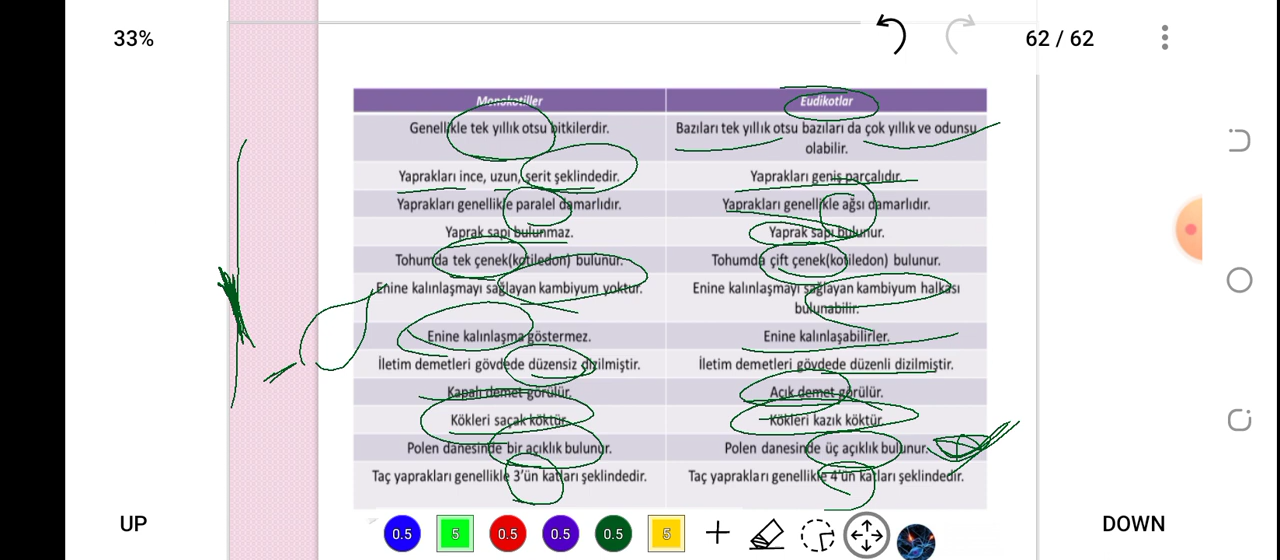 33%
62 / 62
Monokotiller
Eudikotlar
Genellikle tek yıllık otsu bitkilerdir.
Bazıları tek yıllık otsu bazıları da çok yıllık ve odunsu
olabilir.
Yaprakları ince, uzun, şerit şeklindedir.
Yaprakları geniş parçalıdır.
Yaprakları genellikle paralel damarlıdır.
Yaprakları genellikle ağsı damarlıdır.
Yaprak sapı bulunmaz.
Yaprak sapı bulunur.
Tohumda tek çenek(kotiledon) bulunur.
Tohumda çift çenek(kotiledon) bulunur.
Enine kalınlaşmayı sağlayan kambiyum yoktur.
Enine kalınlaşmayı sağlayan kambiyum halkası
bulunabilir.
Enine kalınlaşma göstermez.
Enine kalınlaşabilirler.
İletim demetleri gövdede düzensiz dizilmiştir.
İletim demetleri gövdede düzenli dizilmiştir.
Kapalı demet görülür.
Açık demet görülür.
Kökleri saçak köktür.
Kökleri kazık köktür.
Polen danesinde bir açıklık bulunur.
Polen danesinde üç açıklık bulunur.
Taç yaprakları genellikle 3'ün katları şeklindedir.
Taç yaprakları genellikle 4'ün katları şeklindedir.
UP
0.5
5
0.5
0.5
0.5
5
DOWN